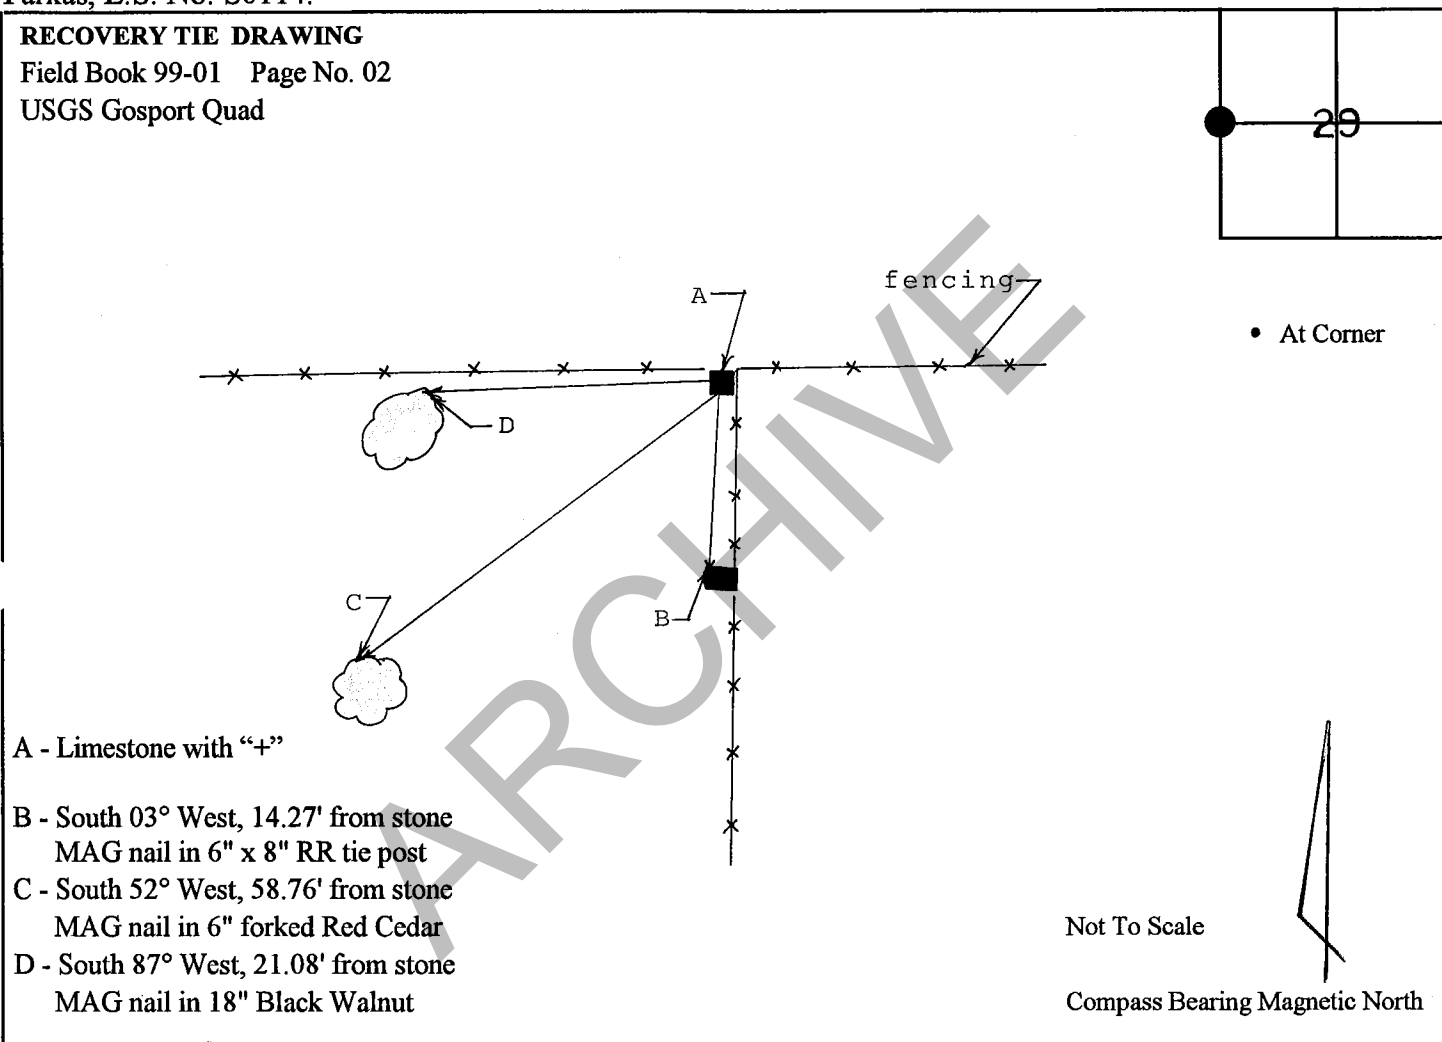 RECOVERY TIE DRAWING
Field Book 99-01 Page No. 02
USGS Gosport Quad
29
A
fencing
• At Corner
D
C
B
ARCHIVE
A - Limestone with “+”
B - South 03° West, 14.27' from stone
MAG nail in 6" x 8" RR tie post
C - South 52° West, 58.76' from stone
MAG nail in 6" forked Red Cedar
D - South 87° West, 21.08' from stone
MAG nail in 18" Black Walnut
Not To Scale
Compass Bearing Magnetic North